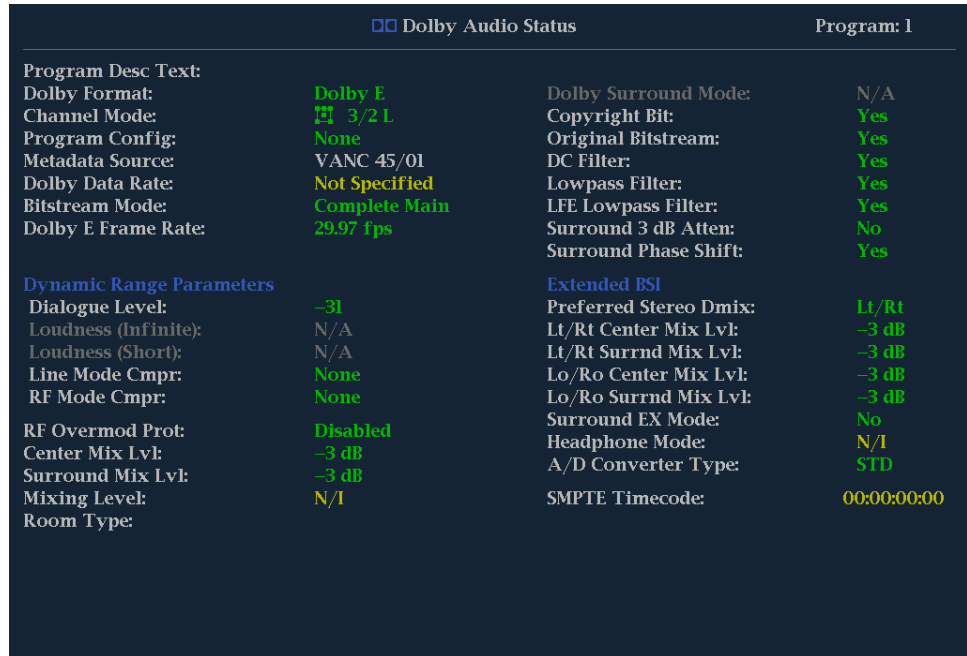 Dolby Audio Status Program: 1
Program Desc Text:
Dolby Format: Dolby E Dolby Surround Mode: N/A
Channel Mode: 3/2 L Copyright Bit: Yes
Program Config: None Original Bitstream: Yes
Metadata Source: VANC 45/01 DC Filter: Yes
Dolby Data Rate: Not Specified Lowpass Filter: Yes
Bitstream Mode: Complete Main LFE Lowpass Filter: Yes
Dolby E Frame Rate: 29.97 fps Surround 3 dB Atten: No
Surround Phase Shift: Yes
Dynamic Range Parameters Extended BSI
Dialogue Level: –31 Preferred Stereo Dmix: Lt/Rt
Loudness (Infinite): N/A Lt/Rt Center Mix Lvl: –3 dB
Loudness (Short): N/A Lt/Rt Surrnd Mix Lvl: –3 dB
Line Mode Cmpr: None Lo/Ro Center Mix Lvl: –3 dB
RF Mode Cmpr: None Lo/Ro Surrnd Mix Lvl: –3 dB
Surround EX Mode: No
RF Overmod Prot: Disabled Headphone Mode: N/I
Center Mix Lvl: –3 dB A/D Converter Type: STD
Surround Mix Lvl: –3 dB
Mixing Level: N/I SMPTE Timecode: 00:00:00:00
Room Type: